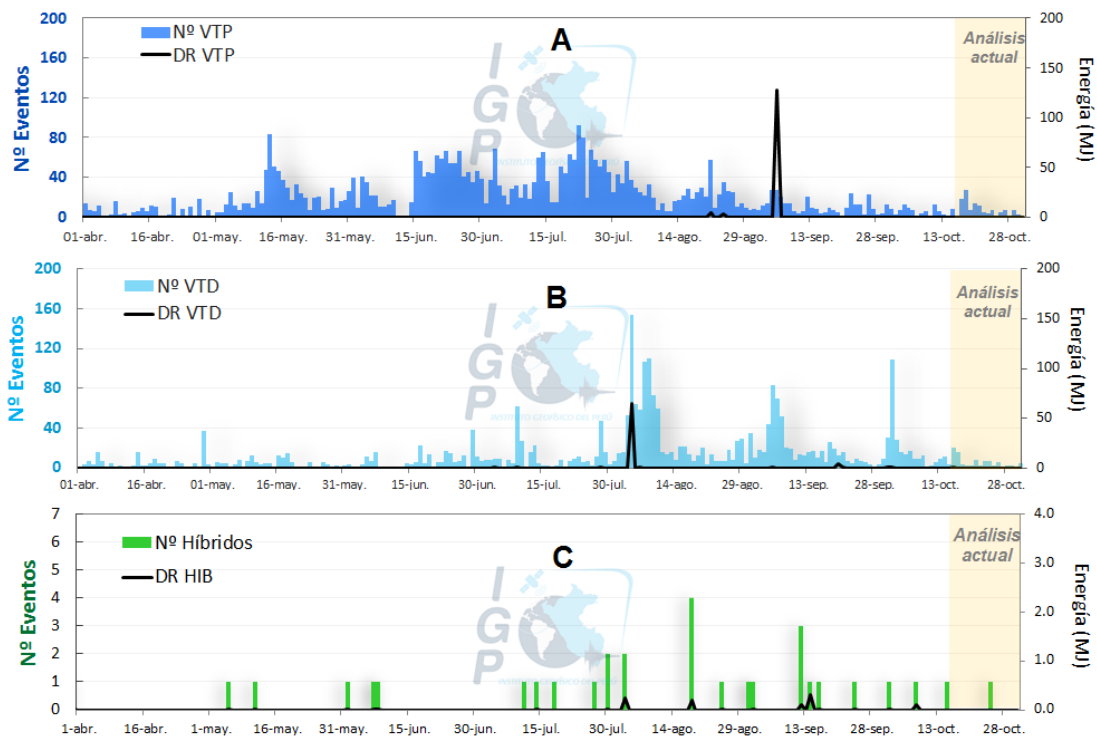 200
160
120
80
40
0
Nº Eventos
Nº VTP
DR VTP
A
I
G
P
INSTITUTO GEOFÍSICO DEL PERÚ
Análisis
actual
200
150
100
50
0
Energía (MJ)
01-abr. 16-abr. 01-may. 16-may. 31-may. 15-jun. 30-jun. 15-jul. 30-jul. 14-ago. 29-ago. 13-sep. 28-sep. 13-oct. 28-oct.
200
160
120
80
40
0
Nº Eventos
Nº VTD
DR VTD
B
I
G
P
INSTITUTO GEOFÍSICO DEL PERÚ
Análisis
actual
200
150
100
50
0
Energía (MJ)
01-abr. 16-abr. 01-may. 16-may. 31-may. 15-jun. 30-jun. 15-jul. 30-jul. 14-ago. 29-ago. 13-sep. 28-sep. 13-oct. 28-oct.
7
6
5
4
3
2
1
0
Nº Eventos
Nº Híbridos
DR HIB
C
I
G
P
Análisis
actual
4.0
3.0
2.0
1.0
0.0
Energía (MJ)
1-abr. 16-abr. 1-may. 16-may. 31-may. 15-jun. 30-jun. 15-jul. 30-jul. 14-ago. 29-ago. 13-sep. 28-sep. 13-oct. 28-oct.